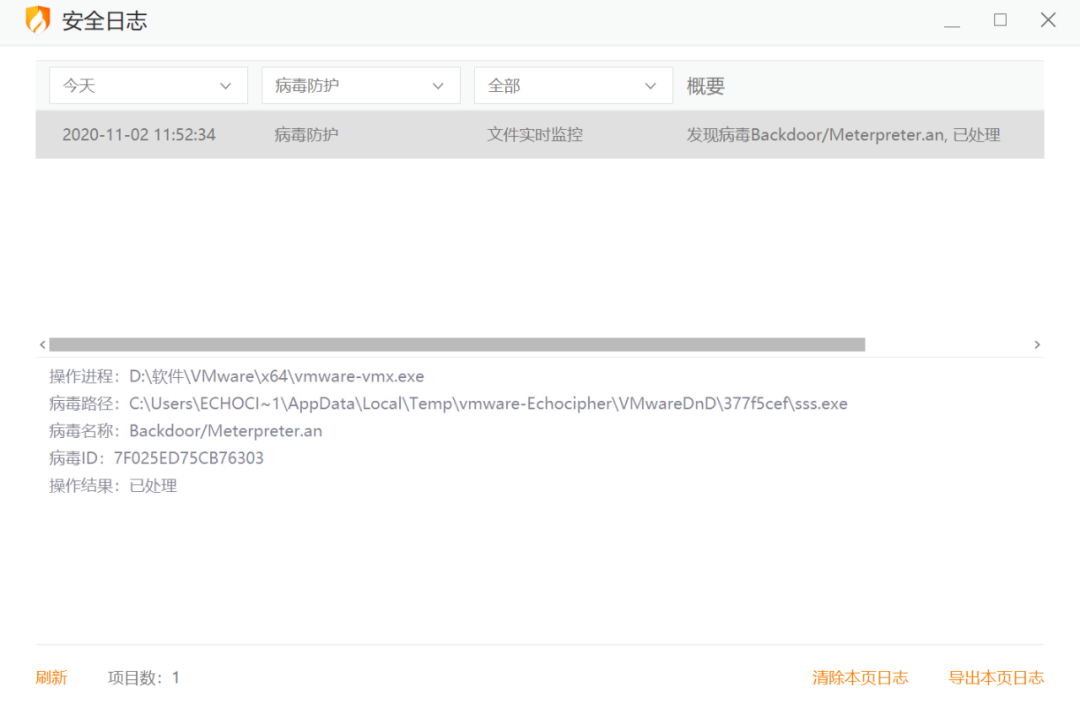 安全日志
今天 病毒防护 全部 概要
2020-11-02 11:52:34 病毒防护 文件实时监控 发现病毒Backdoor/Meterpreter.an, 已处理
操作进程：D:\软件\VMware\x64\vmware-vmx.exe
病毒路径：C:\Users\ECHOCI~1\AppData\Local\Temp\vmware-Echocipher\VMwareDnD\377f5cef\sss.exe
病毒名称：Backdoor/Meterpreter.an
病毒ID：7F025ED75CB76303
操作结果：已处理
刷新 项目数：1 清除本页日志 导出本页日志